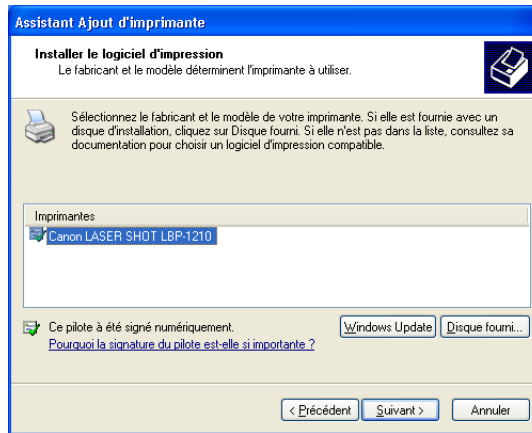 Assistant Ajout d'imprimante
Installer le logiciel d'impression
Le fabricant et le modèle déterminent l'imprimante à utiliser.
Sélectionnez le fabricant et le modèle de votre imprimante. Si elle est fournie avec un
disque d'installation, cliquez sur Disque fourni. Si elle n'est pas dans la liste, consultez sa
documentation pour choisir un logiciel d'impression compatible.
Imprimantes
Canon LASER SHOT LBP-1210
Ce pilote à été signé numériquement.
Windows Update
Disque fourni...
Pourquoi la signature du pilote est-elle si importante ?
< Précédent
Suivant >
Annuler